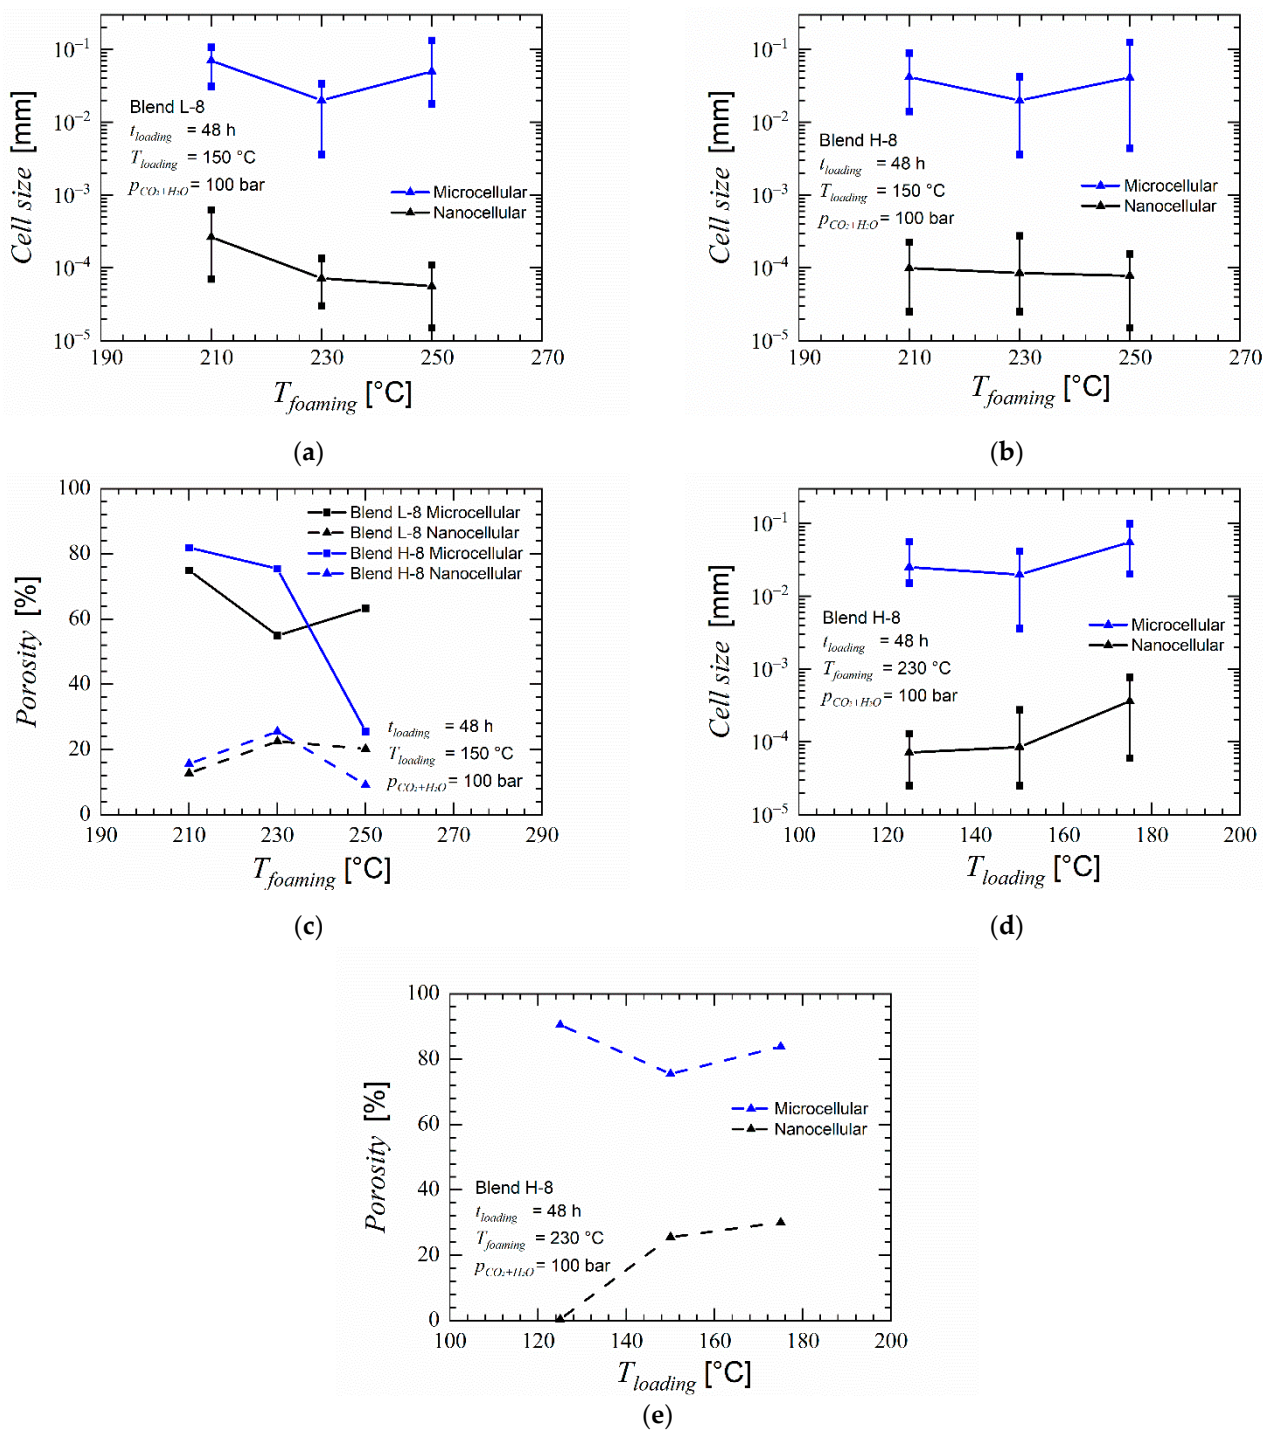 10⁻¹
10⁻²
10⁻³
10⁻⁴
10⁻⁵
Cell size [mm]
Blend L-8
t_loading = 48 h
T_loading = 150 °C
p_CO₂+H₂O = 100 bar
Microcellular
Nanocellular
190 210 230 250 270
T_foaming [°C]
(a)
10⁻¹
10⁻²
10⁻³
10⁻⁴
10⁻⁵
Cell size [mm]
Blend H-8
t_loading = 48 h
T_loading = 150 °C
p_CO₂+H₂O = 100 bar
Microcellular
Nanocellular
190 210 230 250 270
T_foaming [°C]
(b)
100
80
60
40
20
0
Porosity [%]
Blend L-8 Microcellular
Blend L-8 Nanocellular
Blend H-8 Microcellular
Blend H-8 Nanocellular
t_loading = 48 h
T_loading = 150 °C
p_CO₂+H₂O = 100 bar
190 210 230 250 270 290
T_foaming [°C]
(c)
10⁻¹
10⁻²
10⁻³
10⁻⁴
10⁻⁵
Cell size [mm]
Blend H-8
t_loading = 48 h
T_foaming = 230 °C
p_CO₂+H₂O = 100 bar
Microcellular
Nanocellular
100 120 140 160 180 200
T_loading [°C]
(d)
100
80
60
40
20
0
Porosity [%]
Microcellular
Nanocellular
Blend H-8
t_loading = 48 h
T_foaming = 230 °C
p_CO₂+H₂O = 100 bar
100 120 140 160 180 200
T_loading [°C]
(e)